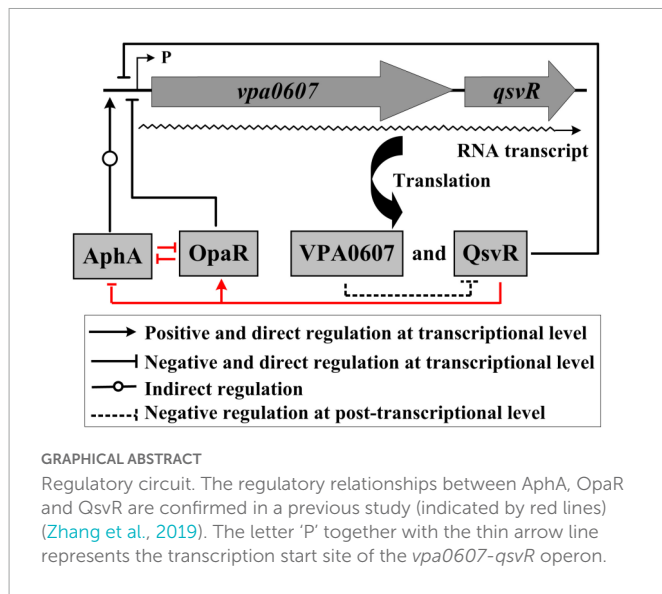 P
vpa0607
qsvR
RNA transcript
Translation
AphA
OpaR
VPA0607 and QsvR
Positive and direct regulation at transcriptional level
Negative and direct regulation at transcriptional level
Indirect regulation
Negative regulation at post-transcriptional level
GRAPHICAL ABSTRACT
Regulatory circuit. The regulatory relationships between AphA, OpaR
and QsvR are confirmed in a previous study (indicated by red lines)
(Zhang et al., 2019). The letter ‘P’ together with the thin arrow line
represents the transcription start site of the vpa0607-qsvR operon.